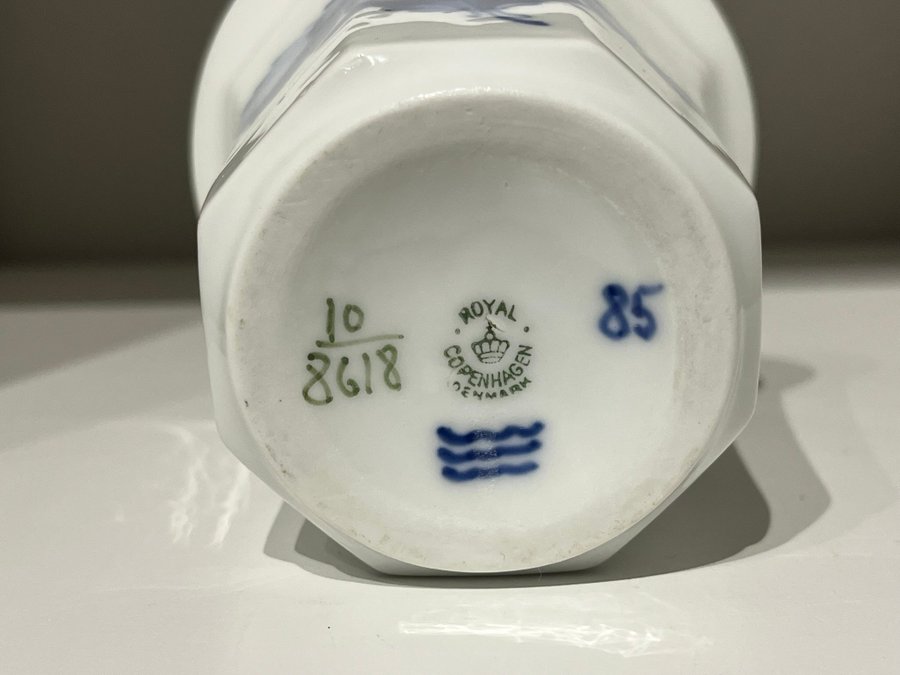 10
8618
ROYAL
COPENHAGEN
DENMARK
85